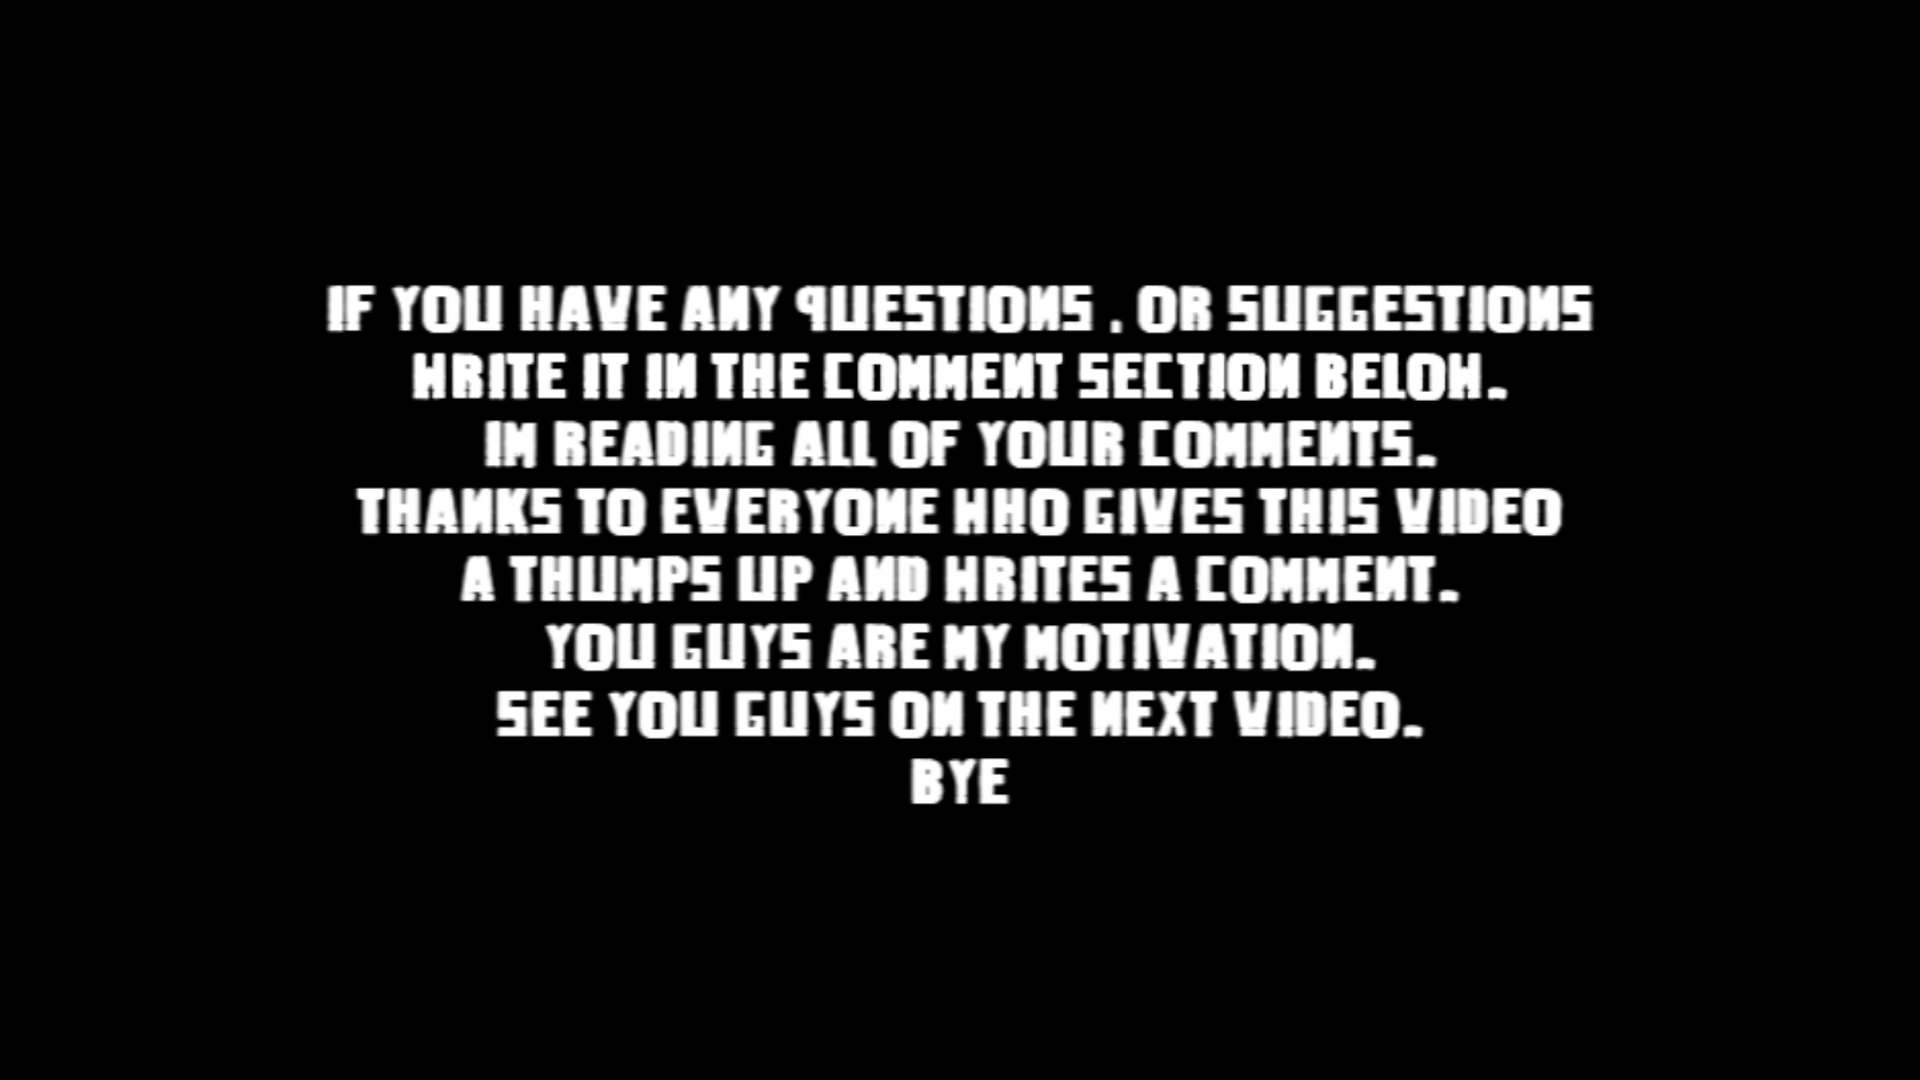 IF YOU HAVE ANY QUESTIONS , OR SUGGESTIONS
WRITE IT IN THE COMMENT SECTION BELOW.
IM READING ALL OF YOUR COMMENTS.
THANKS TO EVERYONE WHO GIVES THIS VIDEO
A THUMPS UP AND WRITES A COMMENT.
YOU GUYS ARE MY MOTIVATION.
SEE YOU GUYS ON THE NEXT VIDEO.
BYE